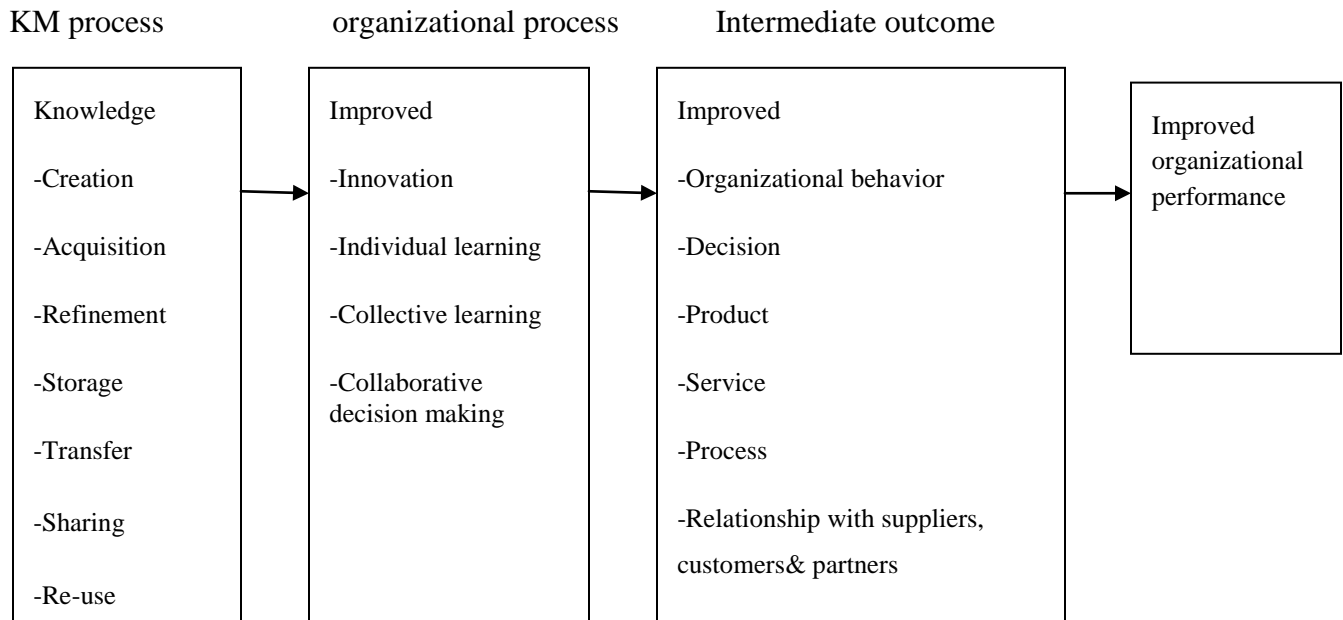 KM process
organizational process
Intermediate outcome
Knowledge
-Creation
-Acquisition
-Refinement
-Storage
-Transfer
-Sharing
-Re-use
Improved
-Innovation
-Individual learning
-Collective learning
-Collaborative
decision making
Improved
-Organizational behavior
-Decision
-Product
-Service
-Process
-Relationship with suppliers,
customers& partners
Improved
organizational
performance